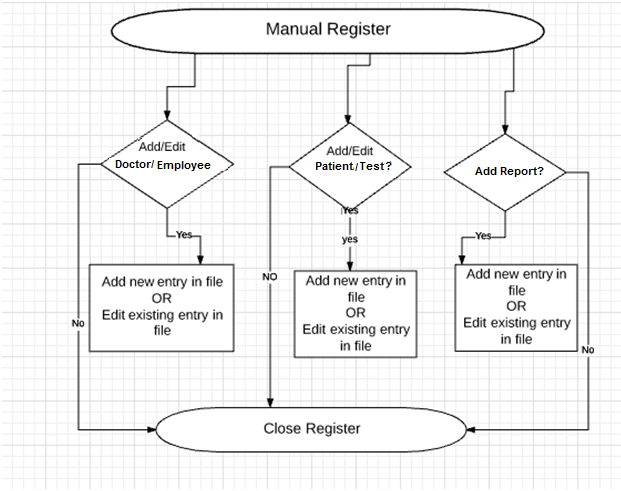 Manual Register
Add/Edit
Doctor/ Employee
Add/Edit
Patient/Test?
Add Report?
Yes
Yes
yes
Yes
Add new entry in file
OR
Edit existing entry in
file
NO
Add new entry in
file
OR
Edit existing entry
in file
Add new entry in
file
OR
Edit existing entry
in file
No
No
Close Register